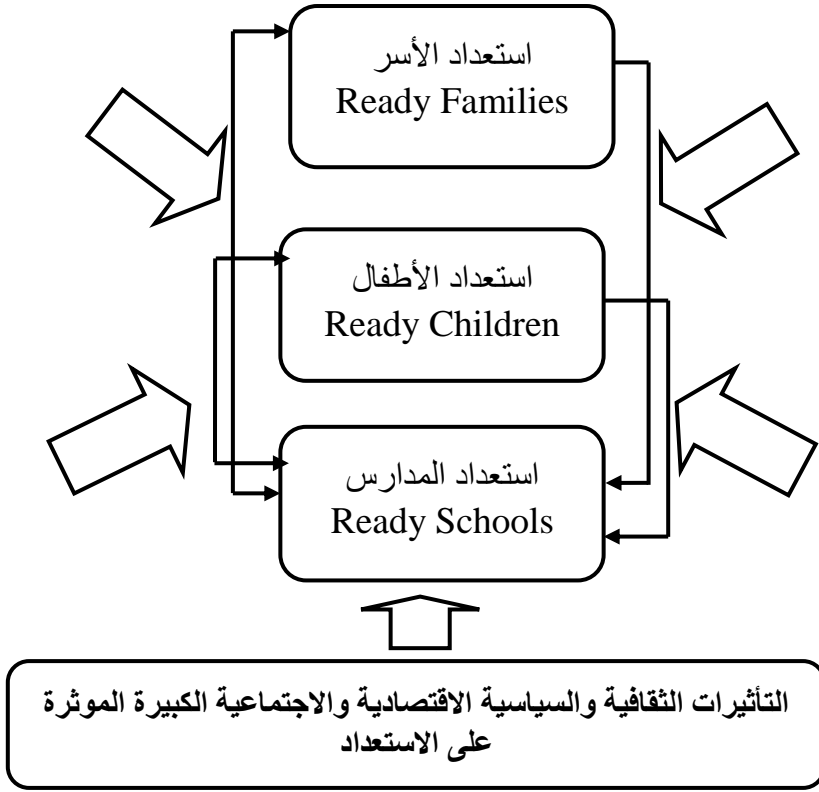 استعداد الأسر
Ready Families
استعداد الأطفال
Ready Children
استعداد المدارس
Ready Schools
التأثيرات الثقافية والسياسية الاقتصادية والاجتماعية الكبيرة الموثرة
على الاستعداد